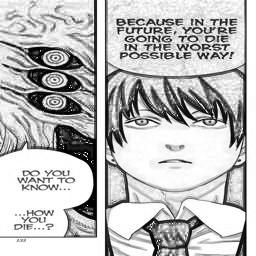 BECAUSE IN THE
FUTURE, YOU'RE
GOING TO DIE
IN THE WORST
POSSIBLE WAY!
DO YOU
WANT TO
KNOW...
...HOW
YOU
DIE...?